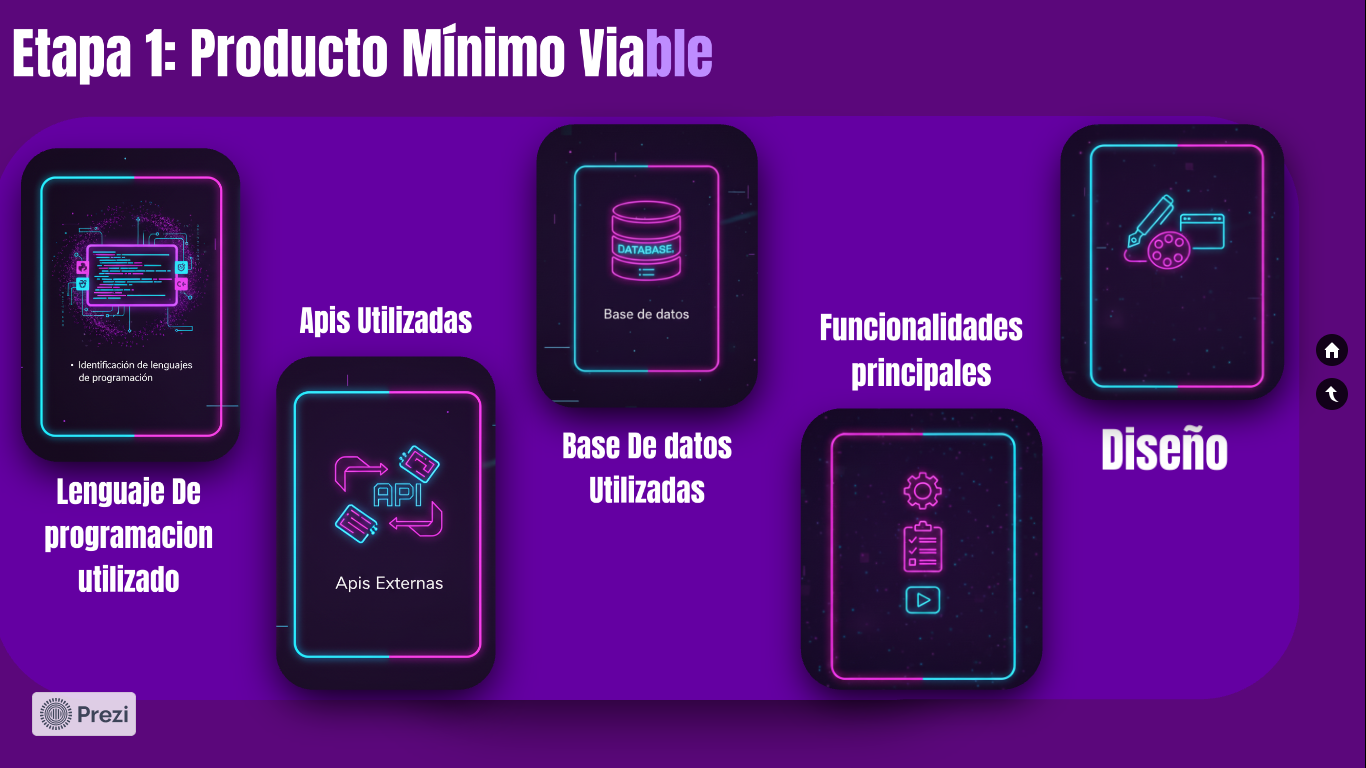 Etapa 1: Producto Mínimo Viable
Identificación de lenguajes
de programación
Lenguaje De
programacion
utilizado
Apis Utilizadas
API
Apis Externas
DATABASE
Base de datos
Base De datos
Utilizadas
Funcionalidades
principales
Diseño
Prezi